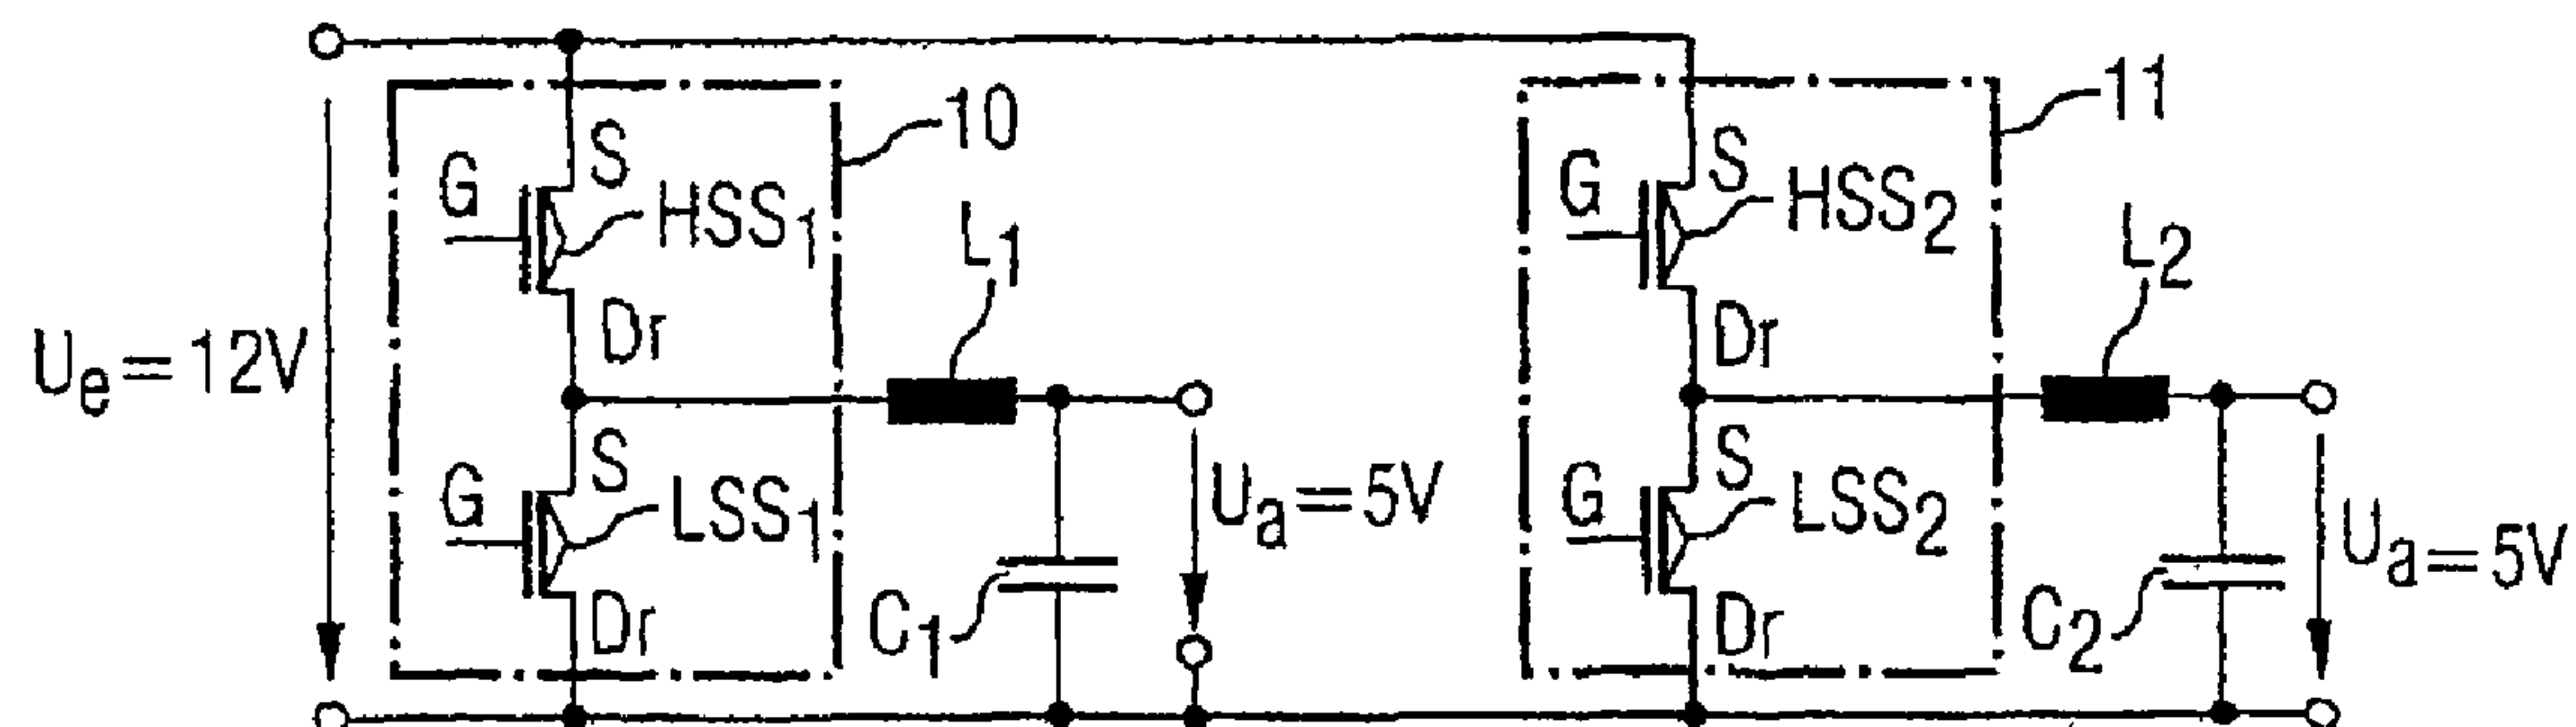 10
11
S
G
HSS1
L1
S
G
HSS2
L2
Dr
Dr
Ue=12V
S
G
LSS1
Ua=5V
S
G
LSS2
Ua=5V
Dr
C1
Dr
C2